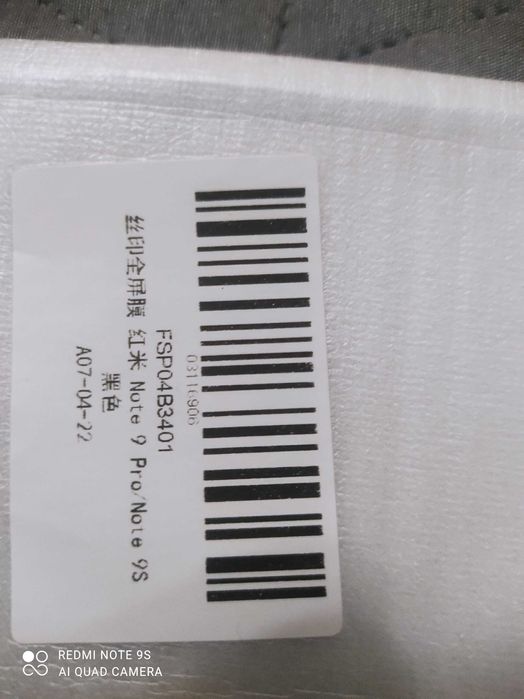 03116906
FSP04B3401
丝印全屏膜 红米 Note 9 Pro/Note 9S
黑色
A07-04-22
REDMI NOTE 9S
AI QUAD CAMERA